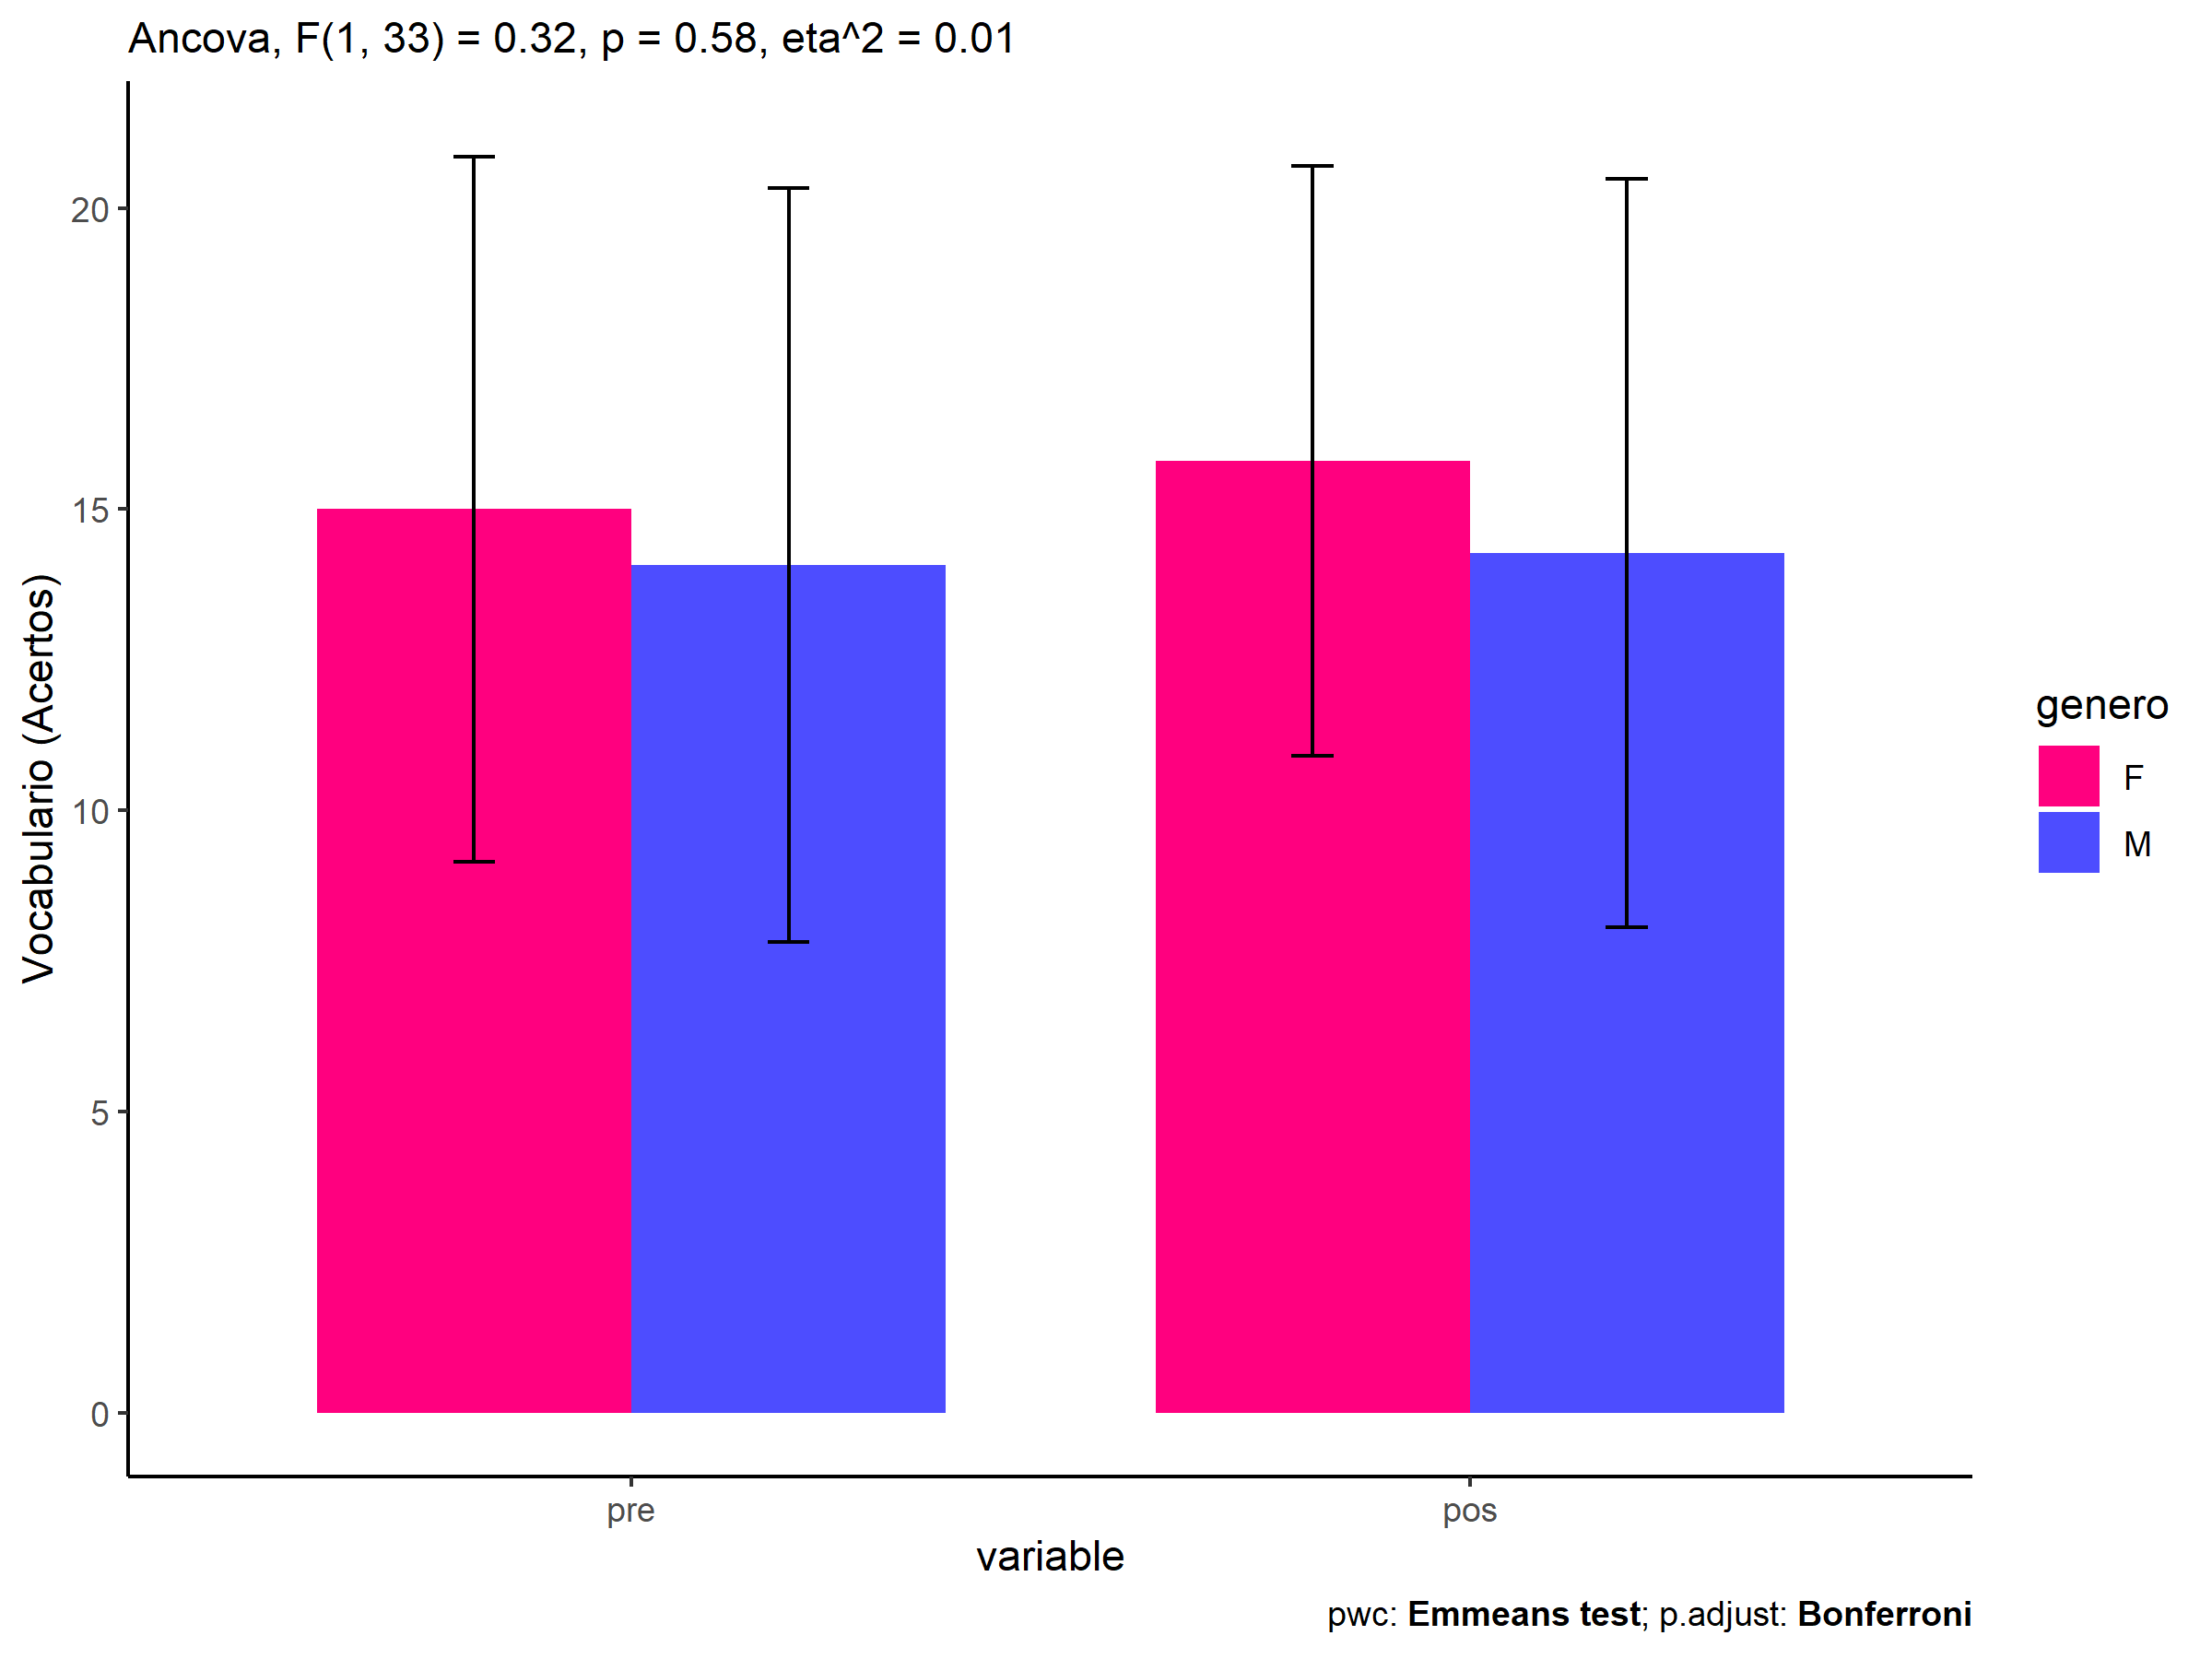 Ancova, F(1, 33) = 0.32, p = 0.58, eta^2 = 0.01
Vocabulario (Acertos)
20
15
10
5
0
pre
pos
variable
genero
F
M
pwc: Emmeans test; p.adjust: Bonferroni